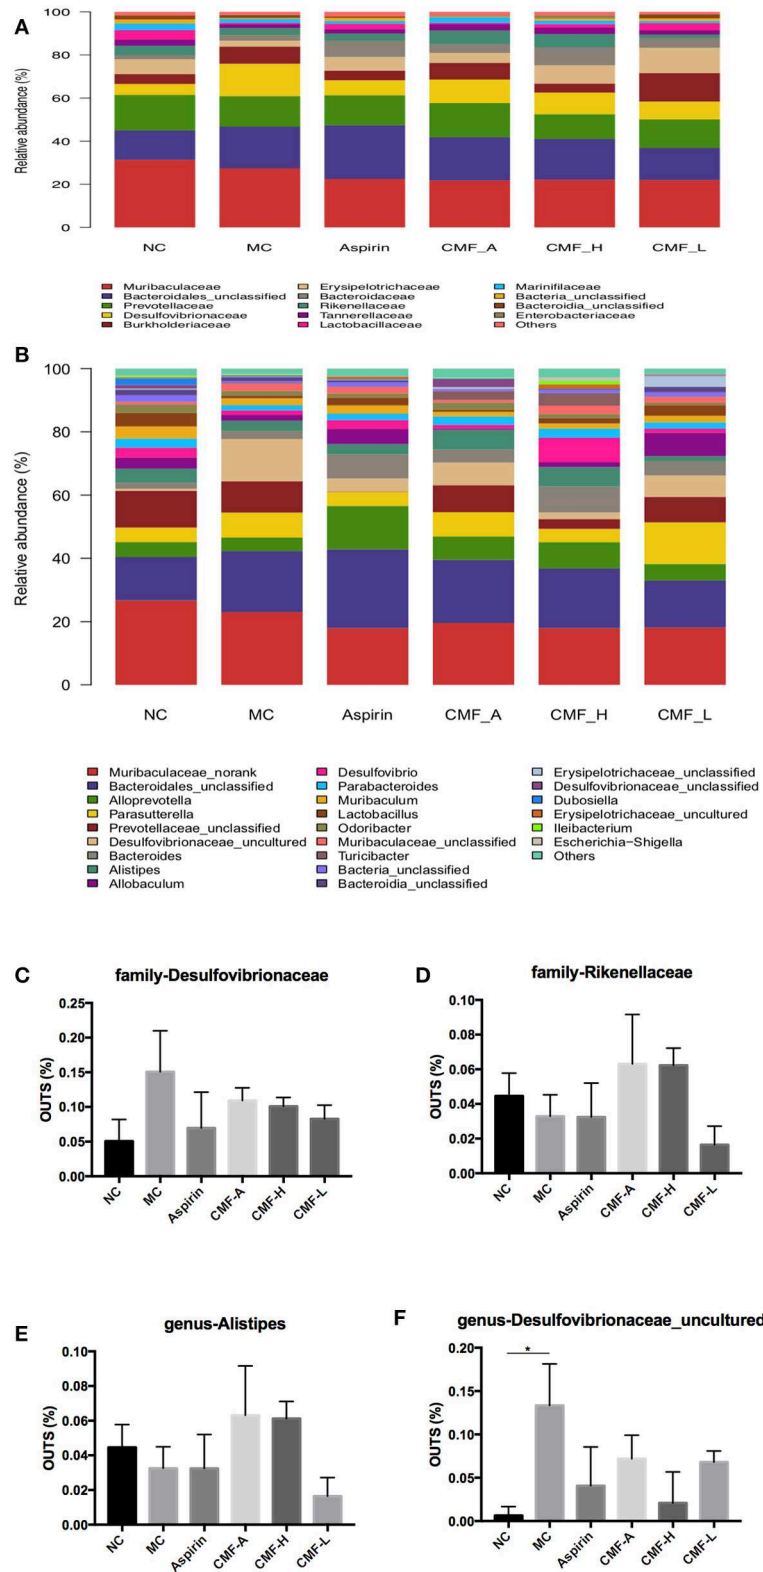 A
Relative abundance (%)
100
80
60
40
20
0
NC MC Aspirin CMF_A CMF_H CMF_L
Muribaculaceae Erysipelotrichaceae Marinifilaceae
Bacteroidales_unclassified Bacteroidaceae Bacteria_unclassified
Prevotellaceae Rikenellaceae Bacteroidia_unclassified
Desulfovibrionaceae Tannerellaceae Enterobacteriaceae
Burkholderiaceae Lactobacillaceae Others
B
Relative abundance (%)
100
80
60
40
20
0
NC MC Aspirin CMF_A CMF_H CMF_L
Muribaculaceae_norank Desulfovibrio Erysipelotrichaceae_unclassified
Bacteroidales_unclassified Parabacteroides Desulfovibrionaceae_unclassified
Alloprevotella Muribaculum Dubosiella
Parasutterella Lactobacillus Erysipelotrichaceae_uncultured
Prevotellaceae_unclassified Odoribacter Ileibacterium
Desulfovibrionaceae_uncultured Muribaculaceae_unclassified Escherichia−Shigella
Bacteroides Turicibacter Others
Alistipes Bacteria_unclassified
Allobaculum Bacteroidia_unclassified
C
family-Desulfovibrionaceae
OUTS (%)
0.25
0.20
0.15
0.10
0.05
0.00
NC MC Aspirin CMF-A CMF-H CMF-L
D
family-Rikenellaceae
OUTS (%)
0.10
0.08
0.06
0.04
0.02
0.00
NC MC Aspirin CMF-A CMF-H CMF-L
E
genus-Alistipes
OUTS (%)
0.10
0.08
0.06
0.04
0.02
0.00
NC MC Aspirin CMF-A CMF-H CMF-L
F
genus-Desulfovibrionaceae_uncultured
OUTS (%)
0.20
0.15
0.10
0.05
0.00
*
NC MC Aspirin CMF-A CMF-H CMF-L